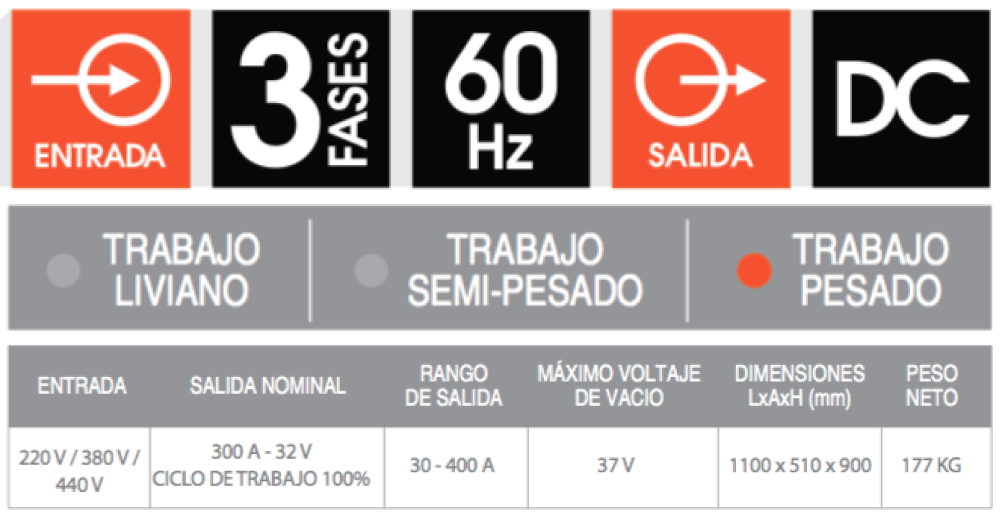 ENTRADA
3 FASES
60
Hz
SALIDA
DC
TRABAJO
LIVIANO
TRABAJO
SEMI-PESADO
TRABAJO
PESADO
ENTRADA
SALIDA NOMINAL
RANGO
DE SALIDA
MÁXIMO VOLTAJE
DE VACIO
DIMENSIONES
LxAxH (mm)
PESO
NETO
220 V / 380 V /
440 V
300 A - 32 V
CICLO DE TRABAJO 100%
30 - 400 A
37 V
1100 x 510 x 900
177 KG